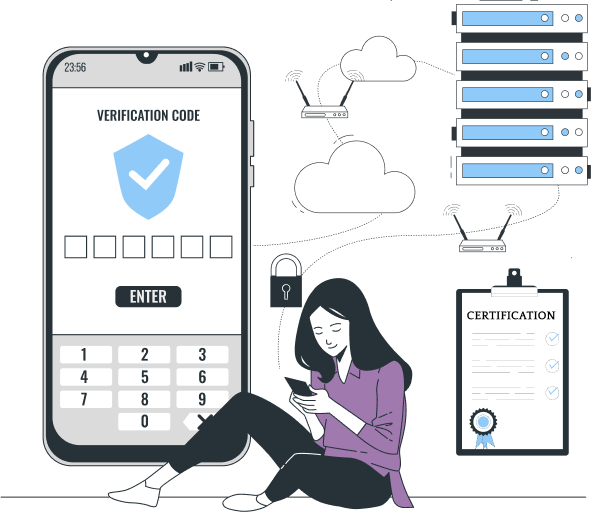 23:56
VERIFICATION CODE
ENTER
1 2 3
4 5 6
7 8 9
0
CERTIFICATION